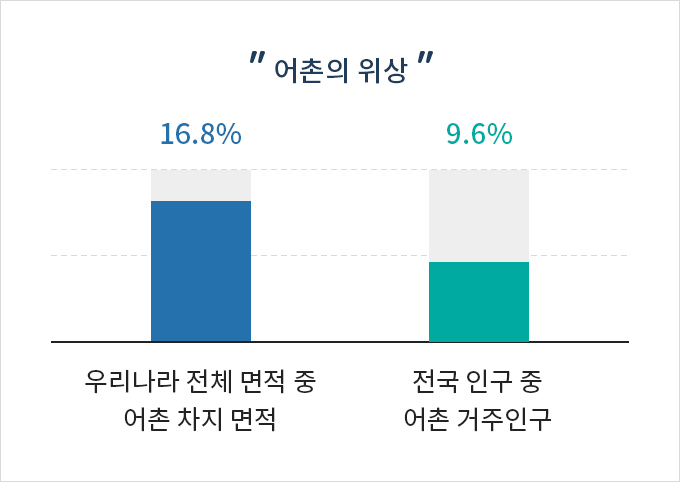 " 어촌의 위상 "
16.8%
9.6%
우리나라 전체 면적 중
어촌 차지 면적
전국 인구 중
어촌 거주인구